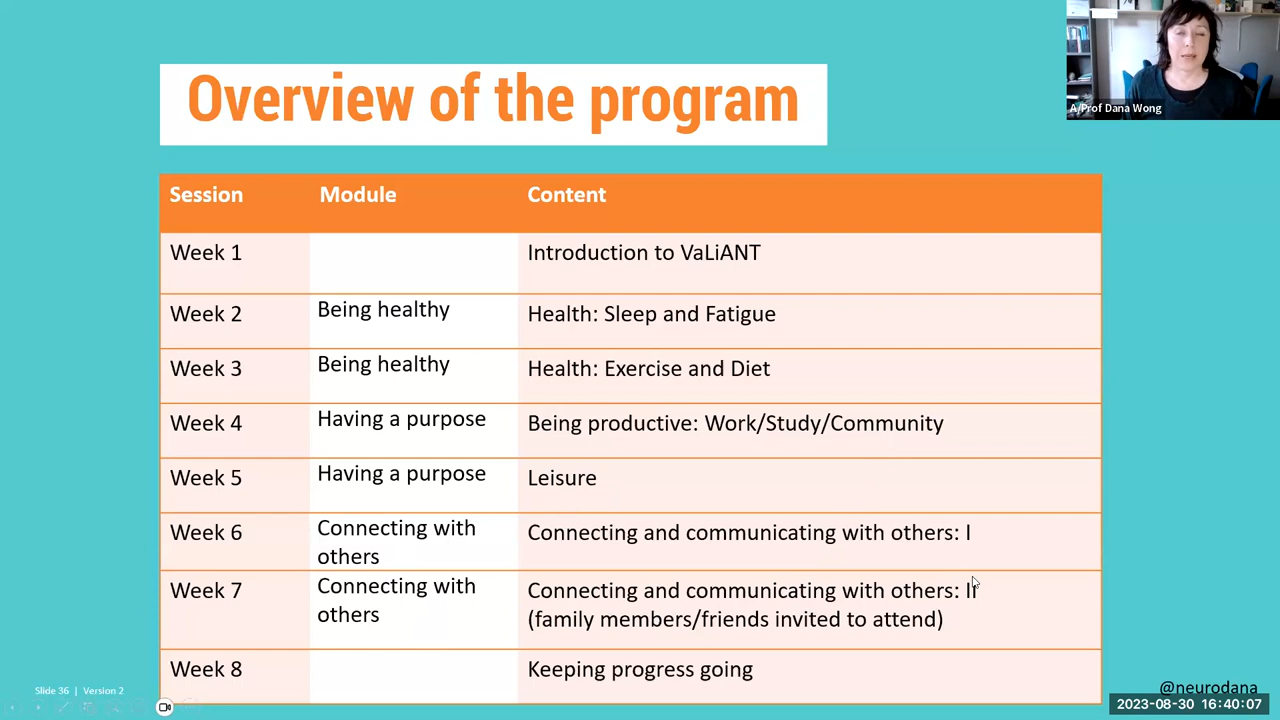 Overview of the program
A/Prof Dana Wong
Session Module Content
Week 1 Introduction to VaLiANT
Week 2 Being healthy Health: Sleep and Fatigue
Week 3 Being healthy Health: Exercise and Diet
Week 4 Having a purpose Being productive: Work/Study/Community
Week 5 Having a purpose Leisure
Week 6 Connecting with others Connecting and communicating with others: I
Week 7 Connecting with others Connecting and communicating with others: II
(family members/friends invited to attend)
Week 8 Keeping progress going
Slide 36 | Version 2
@neurodana
2023-08-30 16:40:07